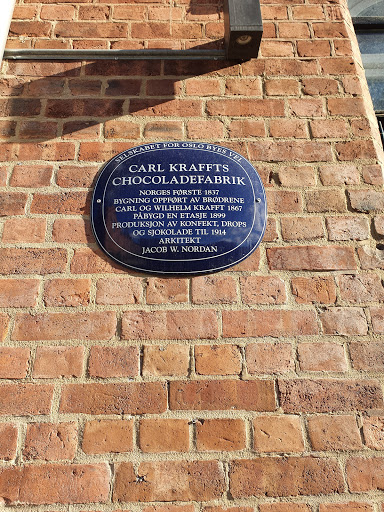 SELSKABET FOR OSLO BYES VEL
CARL KRAFFTS
CHOCOLADEFABRIK
NORGES FØRSTE 1837
BYGNING OPPFØRT AV BRØDRENE
CARL OG WILHELM KRAFFT 1867
PÅBYGD EN ETASJE 1899
PRODUKSJON AV KONFEKT, DROPS
OG SJOKOLADE TIL 1914
ARKITEKT
JACOB W. NORDAN